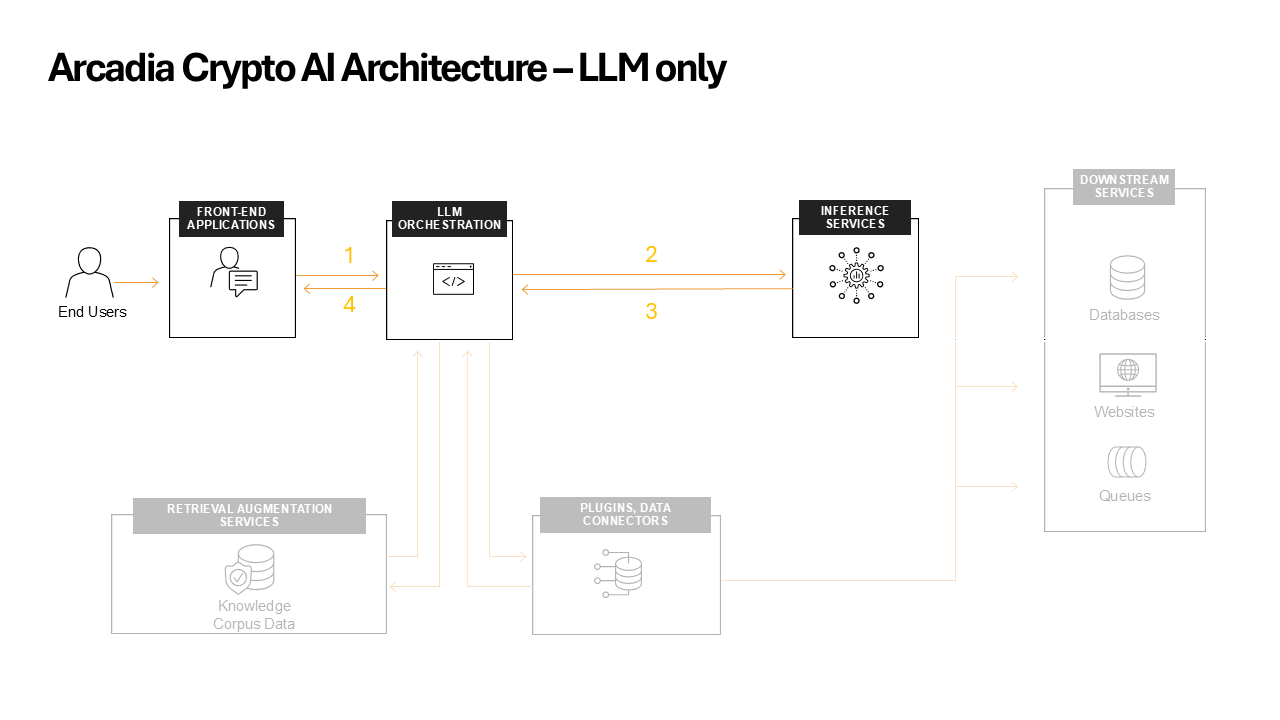 Arcadia Crypto AI Architecture – LLM only
DOWNSTREAM
SERVICES
FRONT-END
APPLICATIONS
LLM
ORCHESTRATION
INFERENCE
SERVICES
1
2
4
3
</>
End Users
Databases
Websites
Queues
RETRIEVAL AUGMENTATION
SERVICES
PLUGINS, DATA
CONNECTORS
Knowledge
Corpus Data